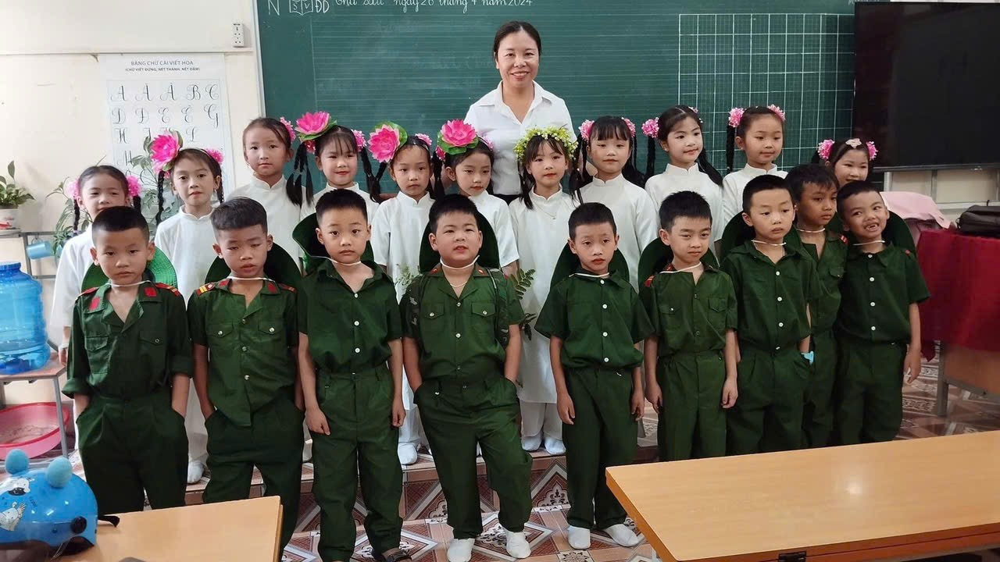 N S V ĐĐ Thứ sáu ngày 26 tháng 4 năm 2024
BẢNG CHỮ CÁI VIẾT HOA
(CHỮ VIẾT ĐỨNG, NÉT THANH, NÉT ĐẬM)
A Ă Â B C
D Đ E Ê G
H I K